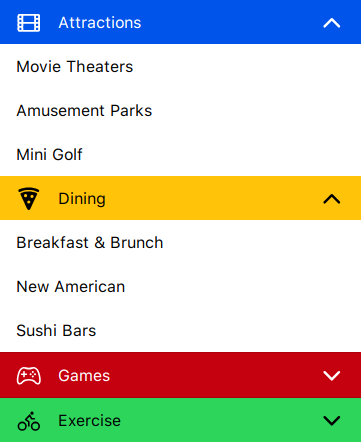 Attractions
Movie Theaters
Amusement Parks
Mini Golf
Dining
Breakfast & Brunch
New American
Sushi Bars
Games
Exercise